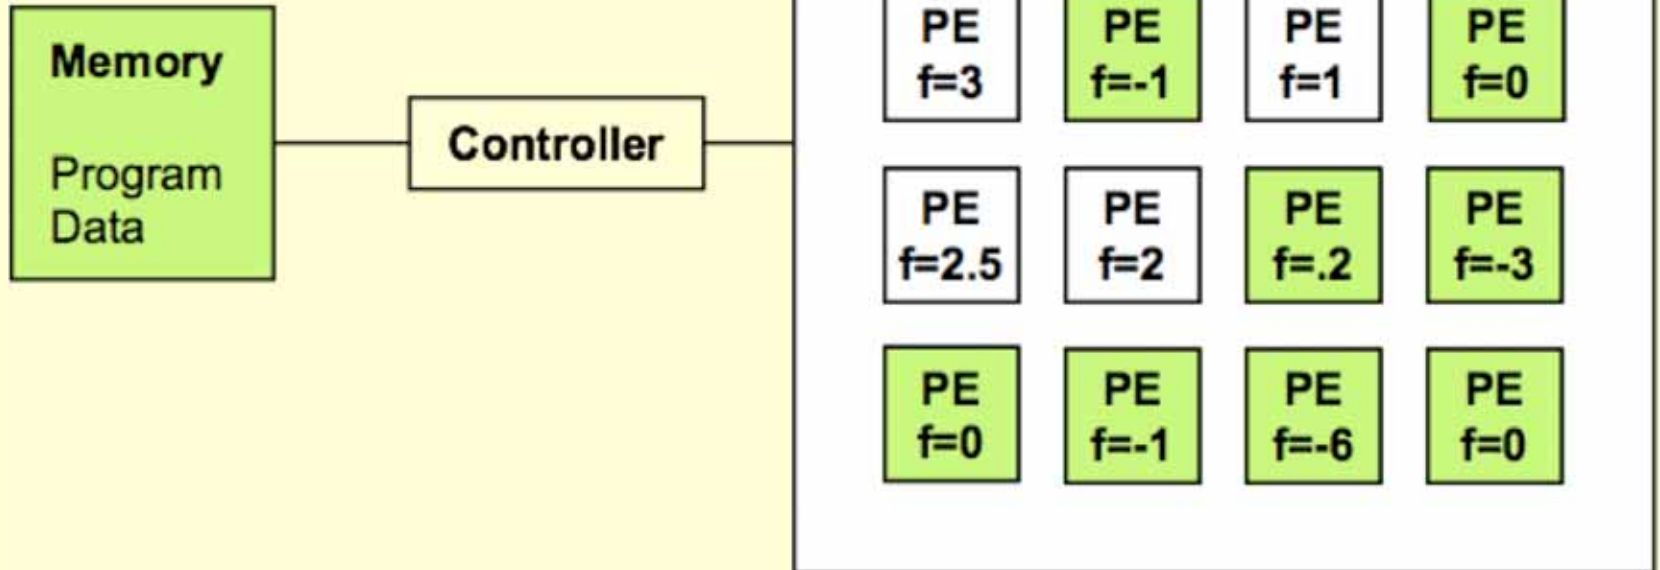 Memory
Program
Data
Controller
PE PE PE PE
f=3 f=-1 f=1 f=0
PE PE PE PE
f=2.5 f=2 f=.2 f=-3
PE PE PE PE
f=0 f=-1 f=-6 f=0